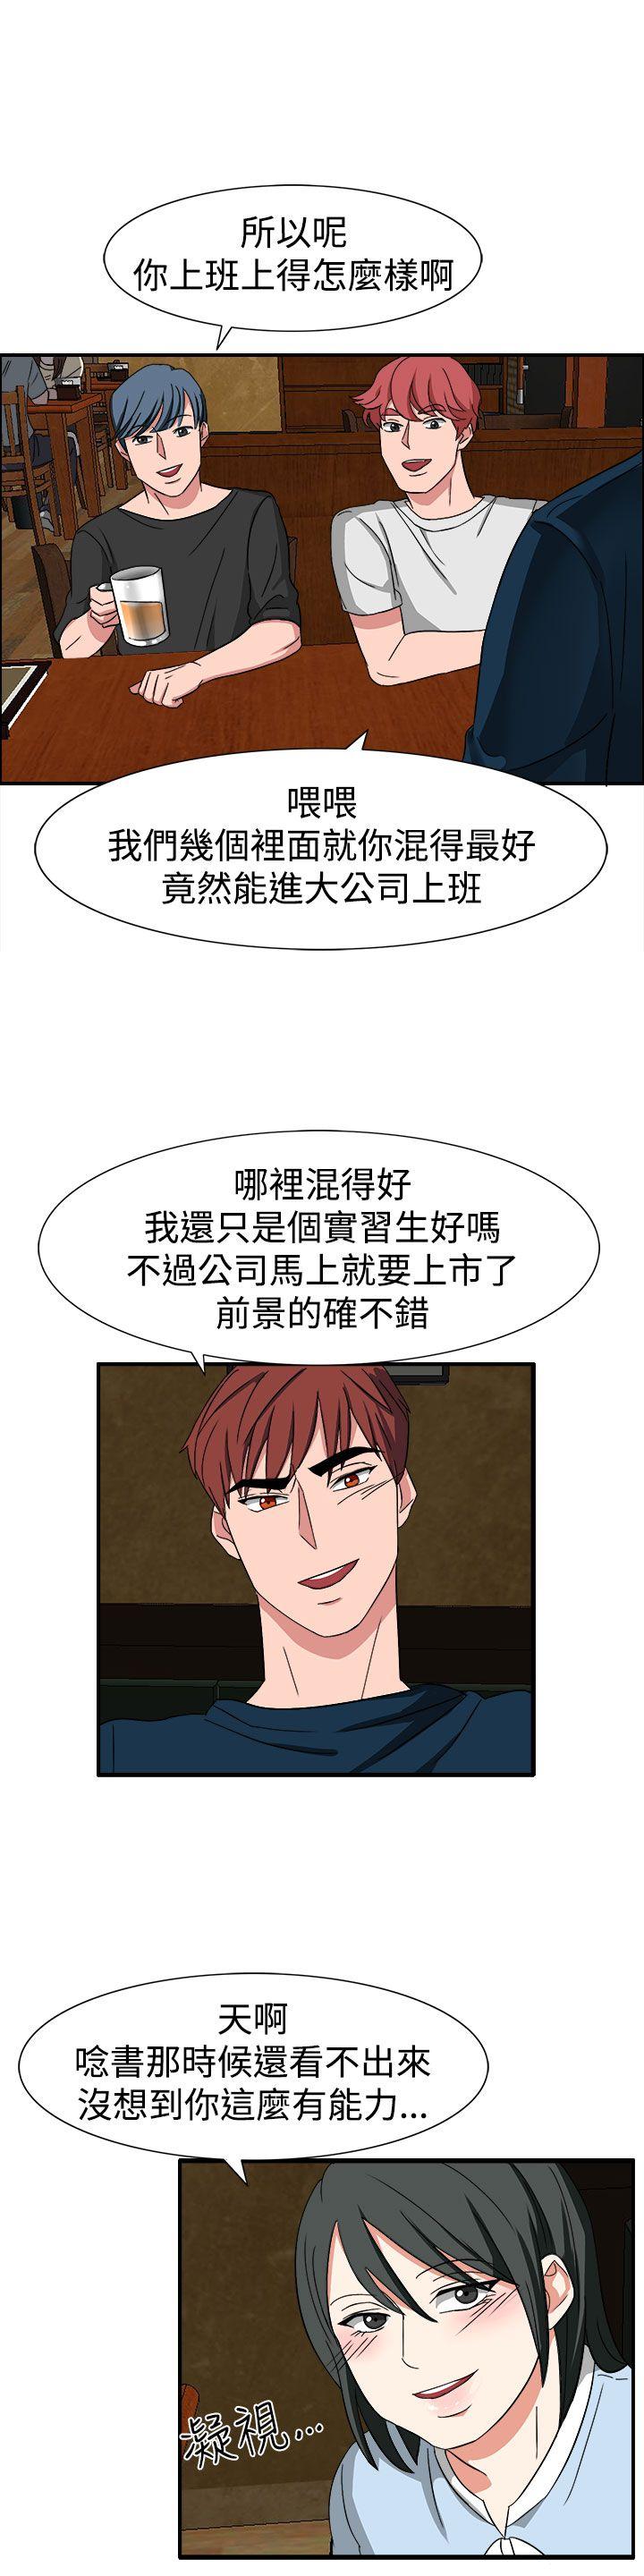 所以呢
你上班上得怎麼樣啊
喂喂
我們幾個裡面就你混得最好
竟然能進大公司上班
哪裡混得好
我還只是個實習生好嗎
不過公司馬上就要上市了
前景的確不錯
天啊
唸書那時候還看不出來
沒想到你這麼有能力...
凝視...